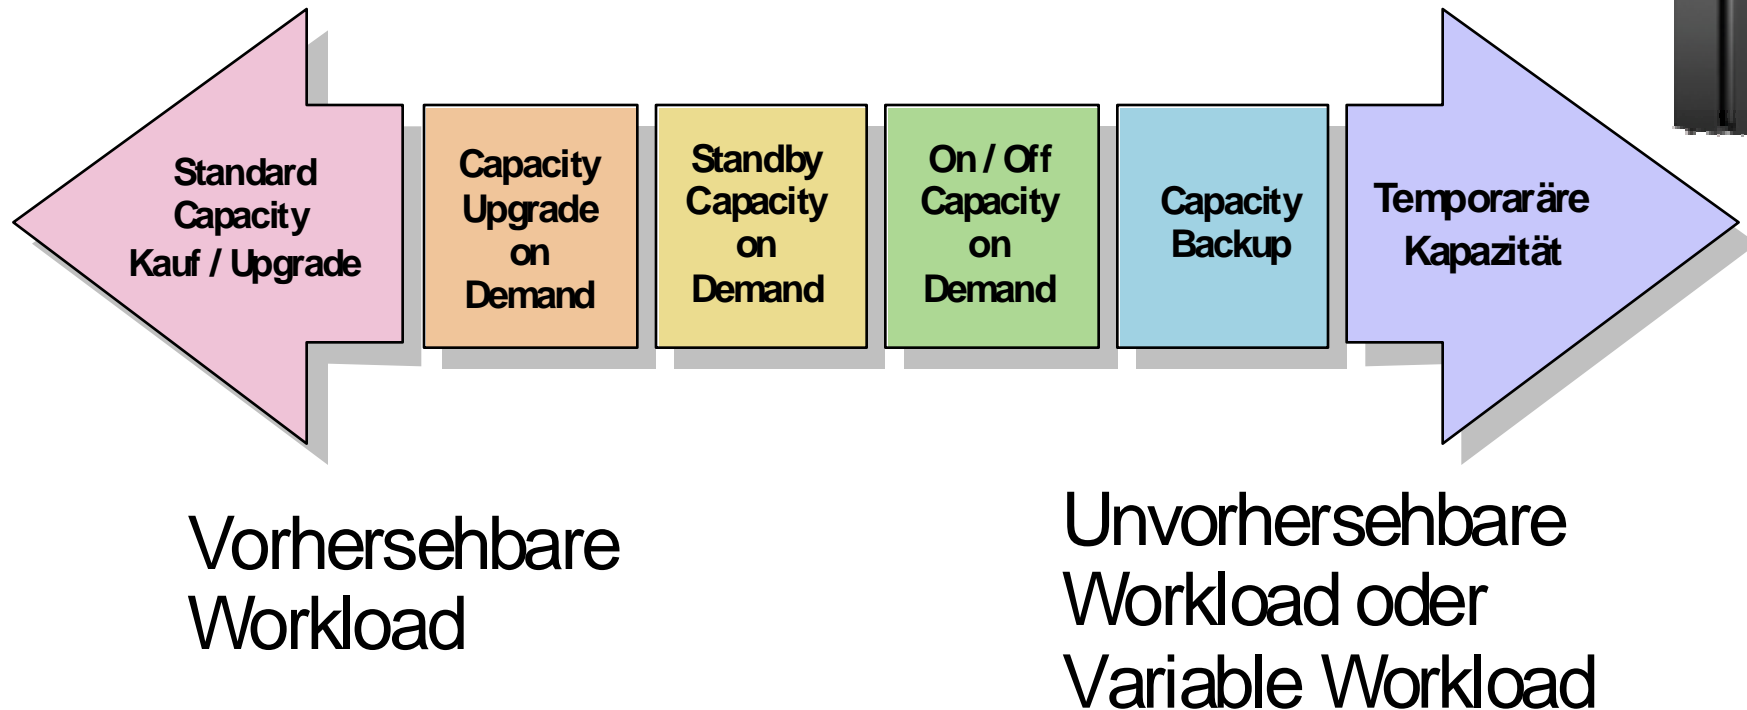 Standard
Capacity
Kauf / Upgrade
Capacity
Upgrade
on
Demand
Standby
Capacity
on
Demand
On / Off
Capacity
on
Demand
Capacity
Backup
Temporaräre
Kapazität
Vorhersehbare
Workload
Unvorhersehbare
Workload oder
Variable Workload